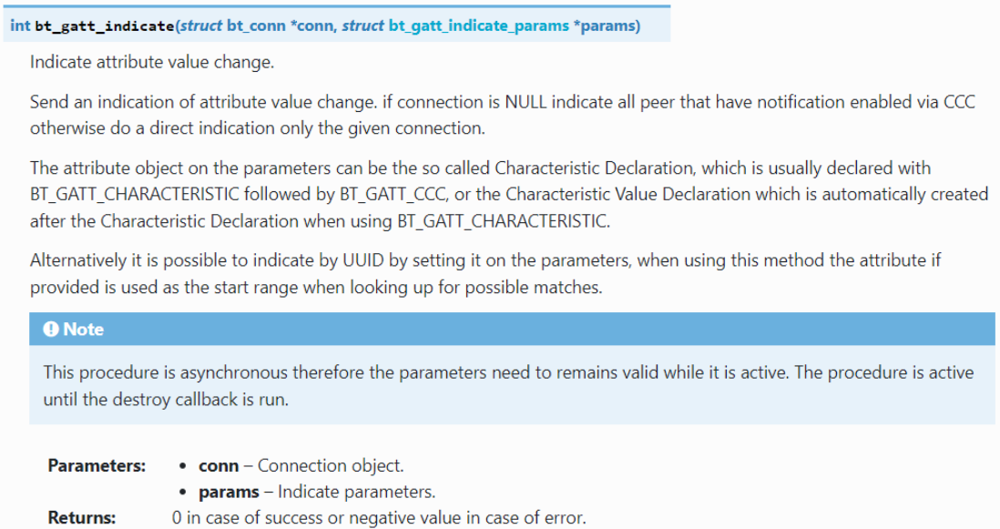 int bt_gatt_indicate(struct bt_conn *conn, struct bt_gatt_indicate_params *params)
Indicate attribute value change.
Send an indication of attribute value change. if connection is NULL indicate all peer that have notification enabled via CCC
otherwise do a direct indication only the given connection.
The attribute object on the parameters can be the so called Characteristic Declaration, which is usually declared with
BT_GATT_CHARACTERISTIC followed by BT_GATT_CCC, or the Characteristic Value Declaration which is automatically created
after the Characteristic Declaration when using BT_GATT_CHARACTERISTIC.
Alternatively it is possible to indicate by UUID by setting it on the parameters, when using this method the attribute if
provided is used as the start range when looking up for possible matches.
Note
This procedure is asynchronous therefore the parameters need to remains valid while it is active. The procedure is active
until the destroy callback is run.
Parameters: • conn – Connection object.
• params – Indicate parameters.
Returns: 0 in case of success or negative value in case of error.